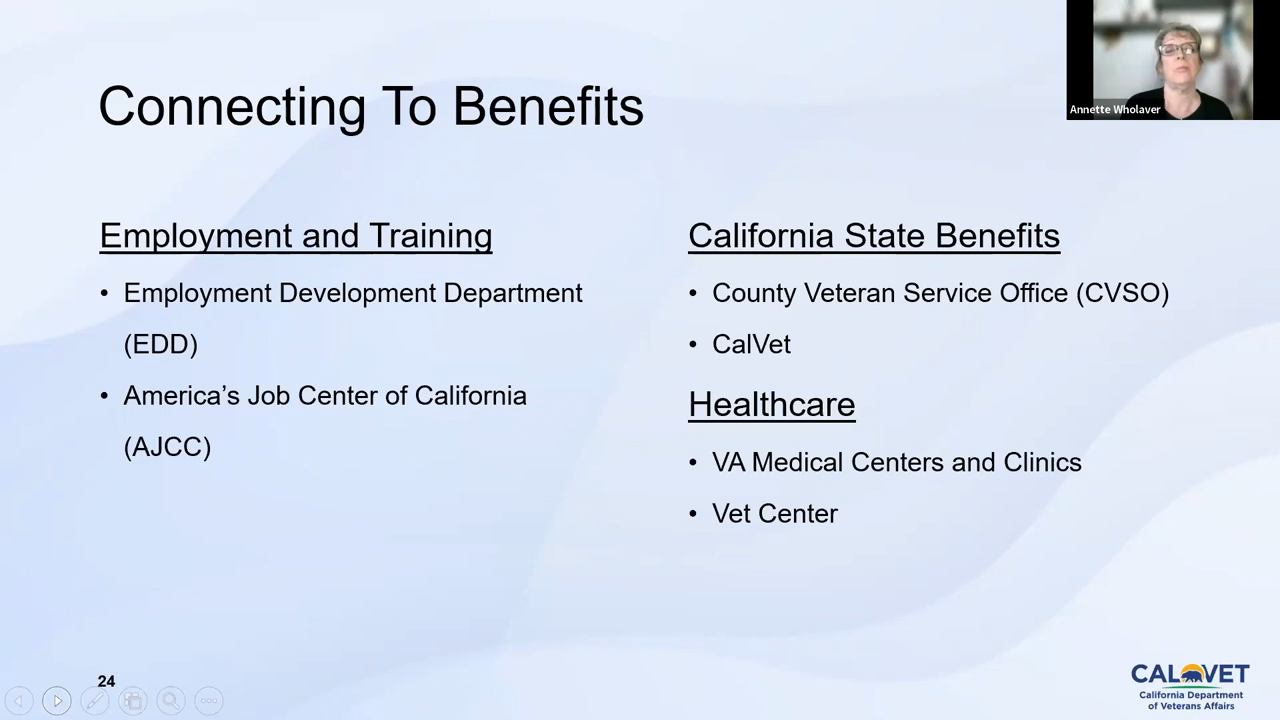 Connecting To Benefits
Annette Wholaver
Employment and Training
• Employment Development Department
(EDD)
• America’s Job Center of California
(AJCC)
California State Benefits
• County Veteran Service Office (CVSO)
• CalVet
Healthcare
• VA Medical Centers and Clinics
• Vet Center
24
CALVET
California Department
of Veterans Affairs